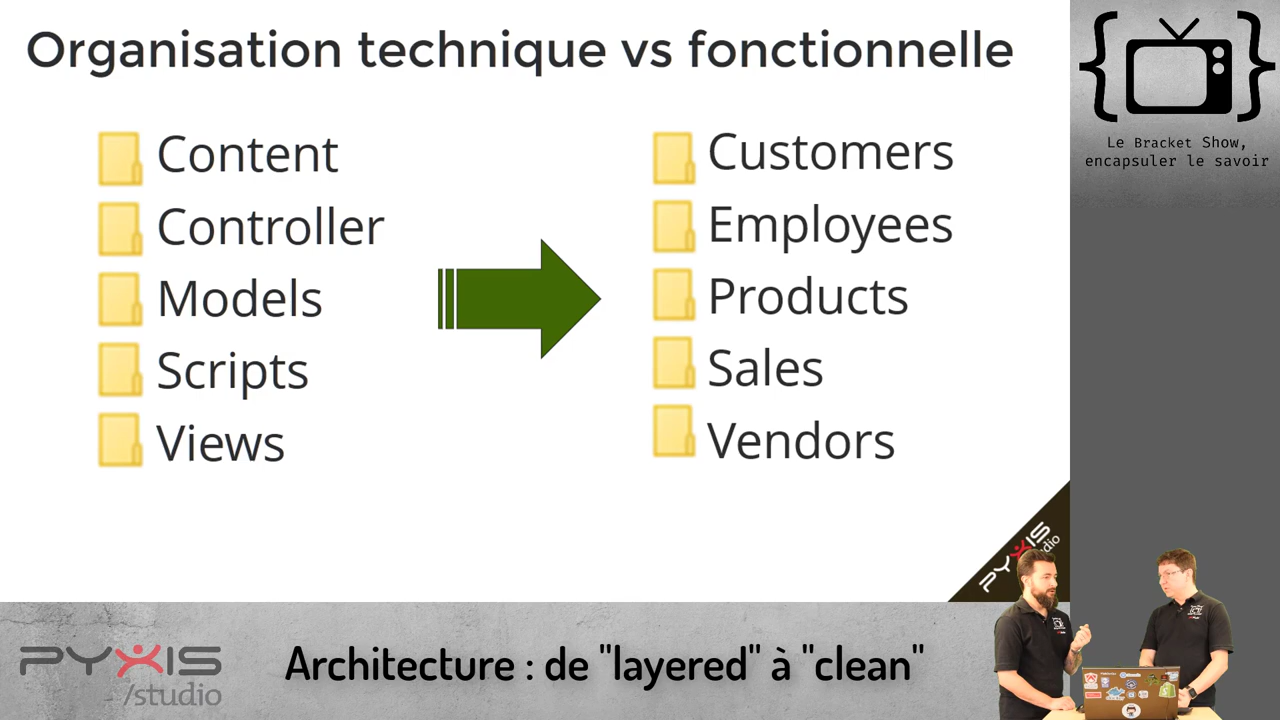 Organisation technique vs fonctionnelle
Content
Controller
Models
Scripts
Views
Customers
Employees
Products
Sales
Vendors
Le Bracket Show,
encapsuler le savoir
PYXIS
dio
PYXIS
/studio
Architecture : de "layered" à "clean"